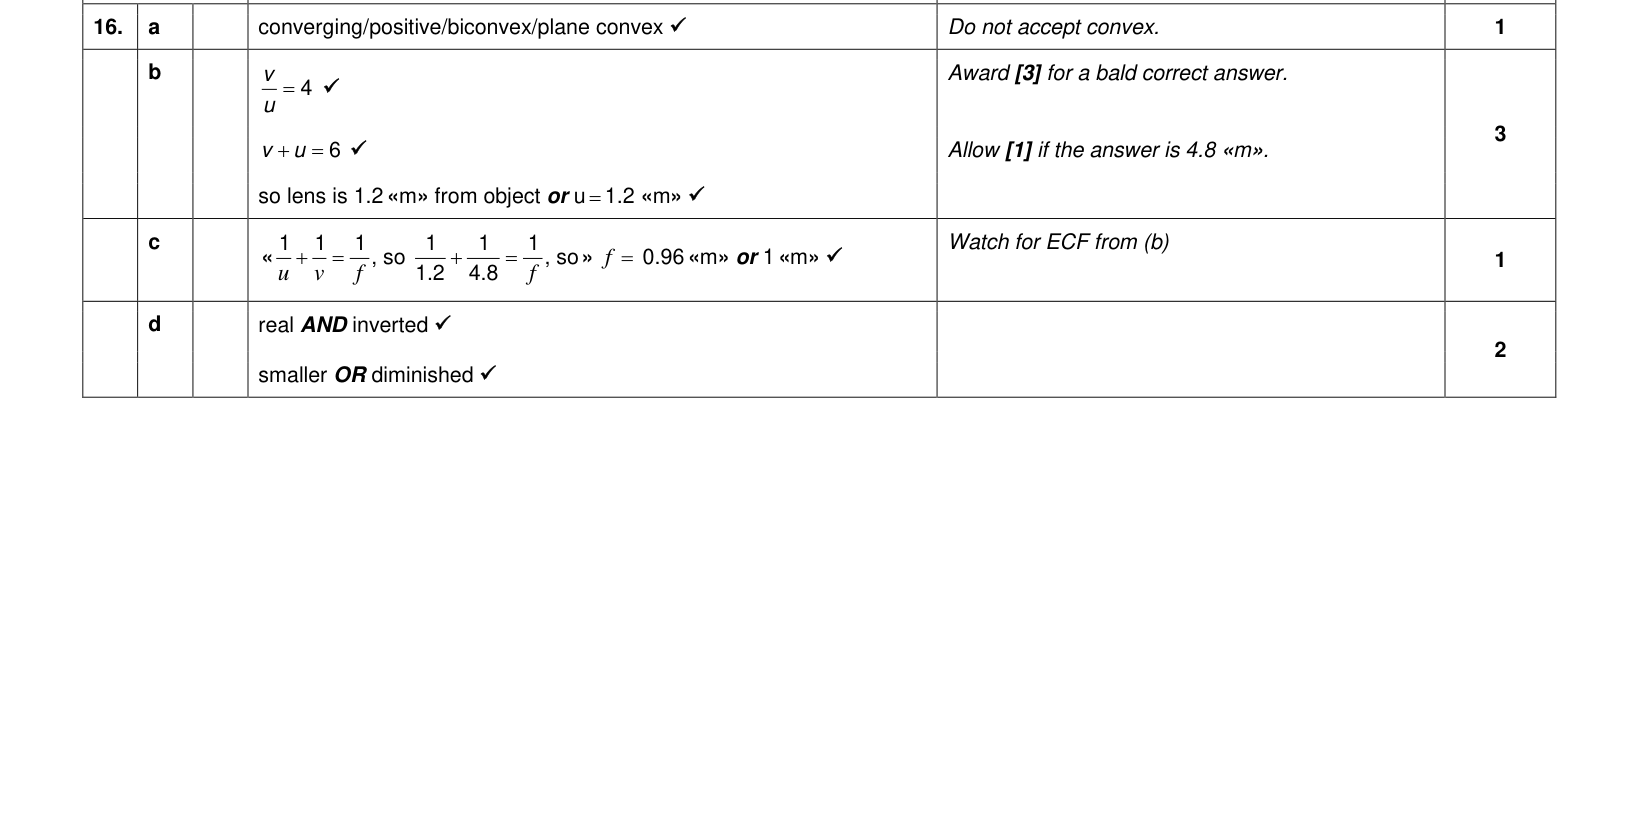 16. a converging/positive/biconvex/plane convex ✓ Do not accept convex. 1
b v/u = 4 ✓ Award [3] for a bald correct answer.
v + u = 6 ✓ Allow [1] if the answer is 4.8 «m». 3
so lens is 1.2 «m» from object or u = 1.2 «m» ✓
c «1/u + 1/v = 1/f, so 1/1.2 + 1/4.8 = 1/f, so» f = 0.96 «m» or 1 «m» ✓ Watch for ECF from (b) 1
d real AND inverted ✓ 2
smaller OR diminished ✓